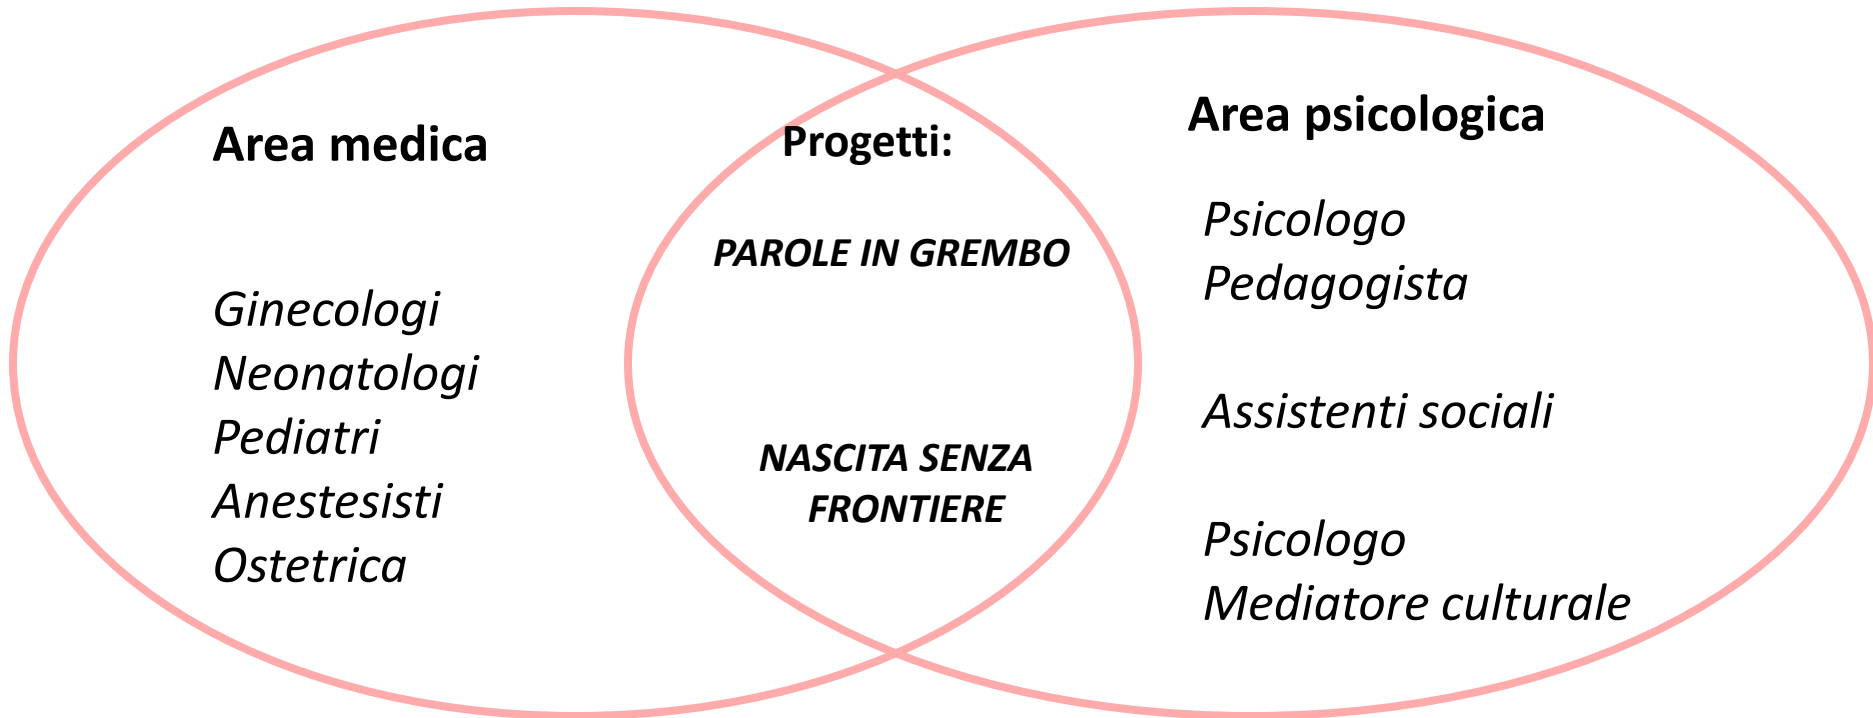 Area medica
Ginecologi
Neonatologi
Pediatri
Anestesisti
Ostetrica
Progetti:
PAROLE IN GREMBO
NASCITA SENZA
FRONTIERE
Area psicologica
Psicologo
Pedagogista
Assistenti sociali
Psicologo
Mediatore culturale